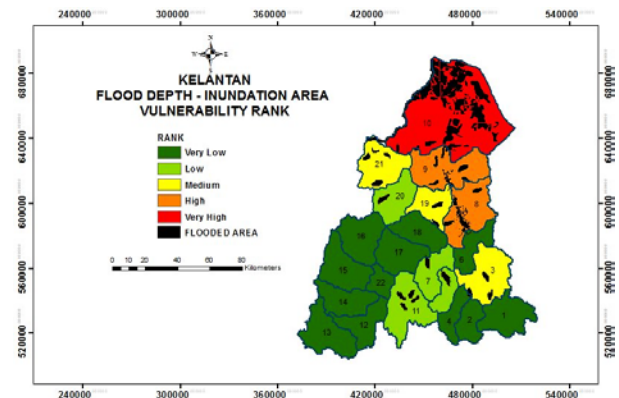 240000 300000 360000 420000 480000 540000
N
W E
S
KELANTAN
FLOOD DEPTH - INUNDATION AREA
VULNERABILITY RANK
RANK
Very Low
Low
Medium
High
Very High
FLOODED AREA
0 5 10 20 40 60 80
Kilometers
680000
640000
600000
560000
520000
680000
640000
600000
560000
520000
10
21
9
20
19
8
16
18
17
6
3
15
7
22
14
11
13
12
4
2
1
240000 300000 360000 420000 480000 540000